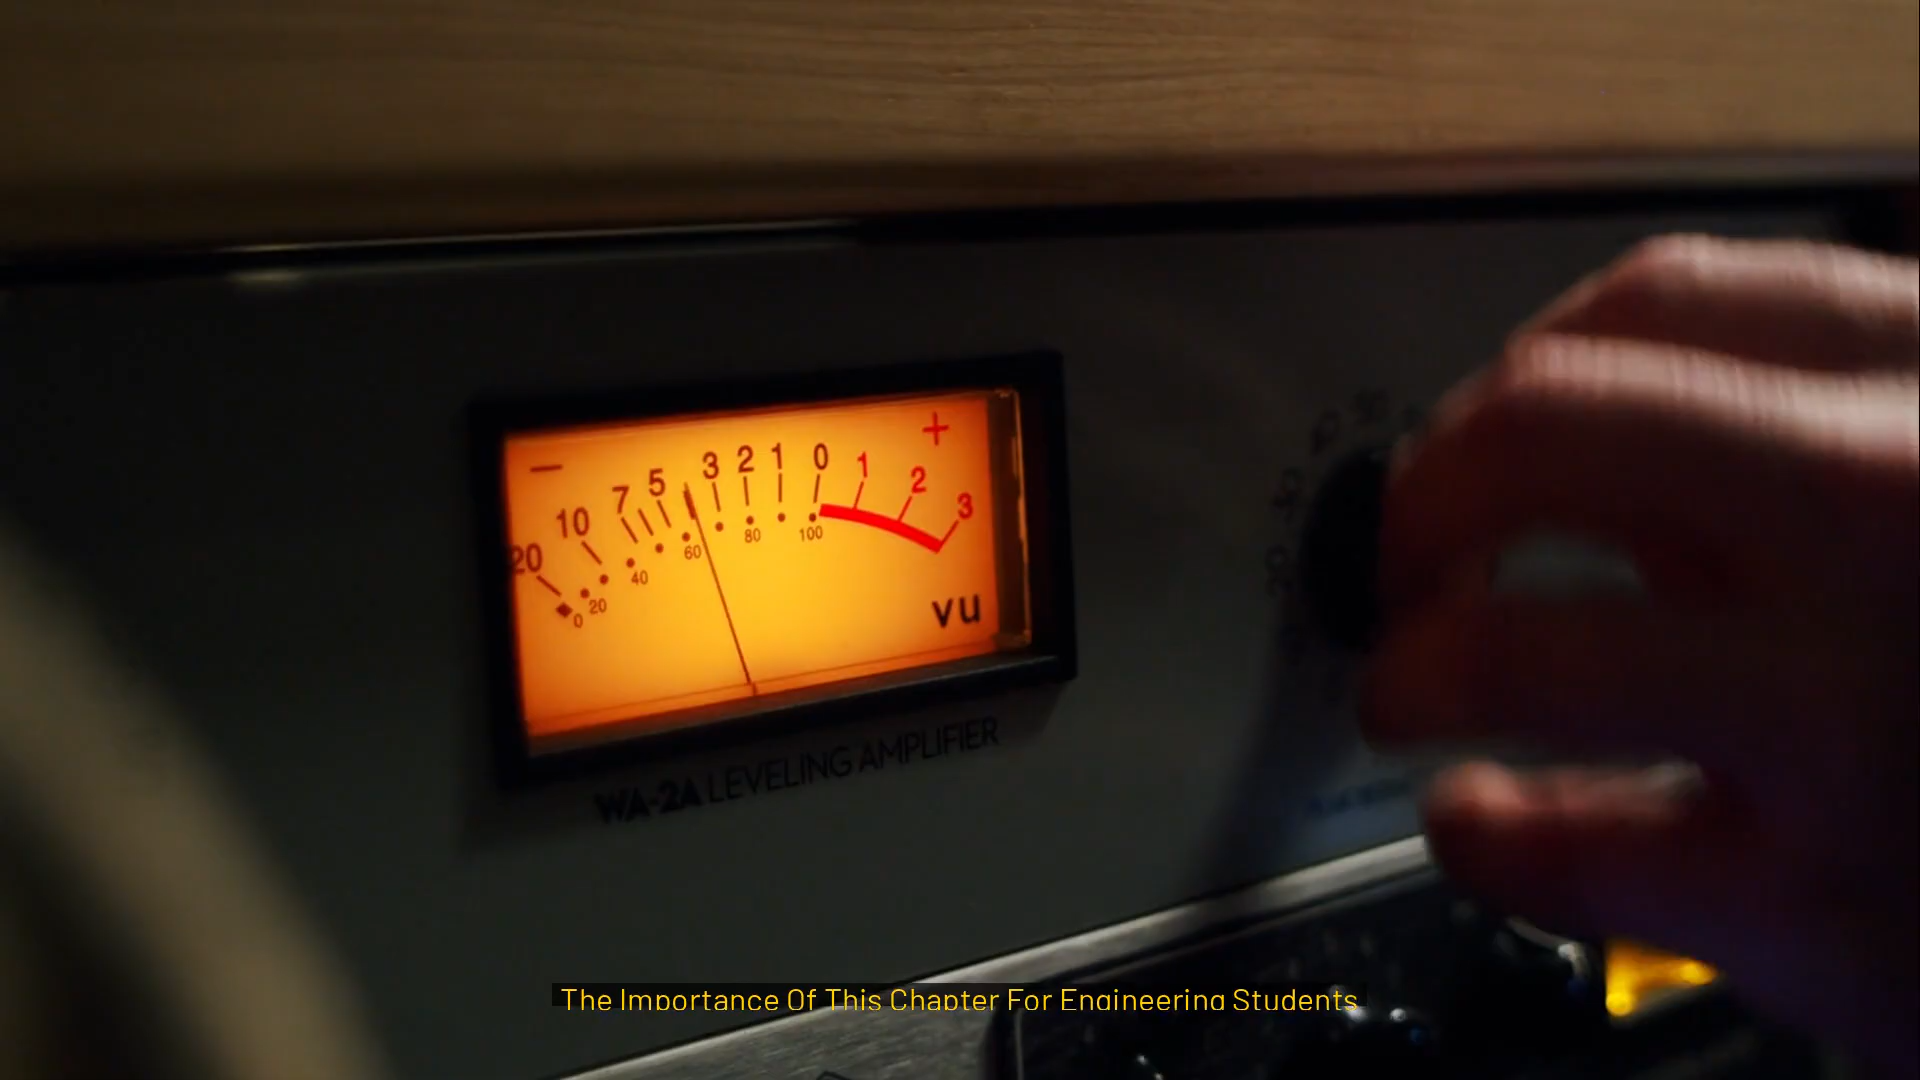 − +
20 10 7 5 3 2 1 0 1 2 3
0 20 40 60 80 100
vu
WA-2A LEVELING AMPLIFIER
The Importance Of This Chapter For Engineering Students